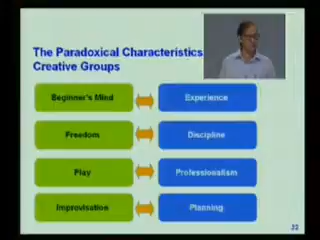 The Paradoxical Characteristics
Creative Groups
Beginner's Mind
Experience
Freedom
Discipline
Play
Professionalism
Improvisation
Planning
22